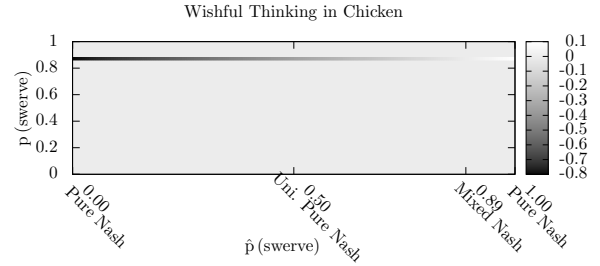 Wishful Thinking in Chicken
p (swerve)
1
0.8
0.6
0.4
0.2
0
0.1
0
-0.1
-0.2
-0.3
-0.4
-0.5
-0.6
-0.7
-0.8
0.00
Pure Nash
0.50
Uni. Pure Nash
0.89
Mixed Nash
1.00
Pure Nash
p̂ (swerve)